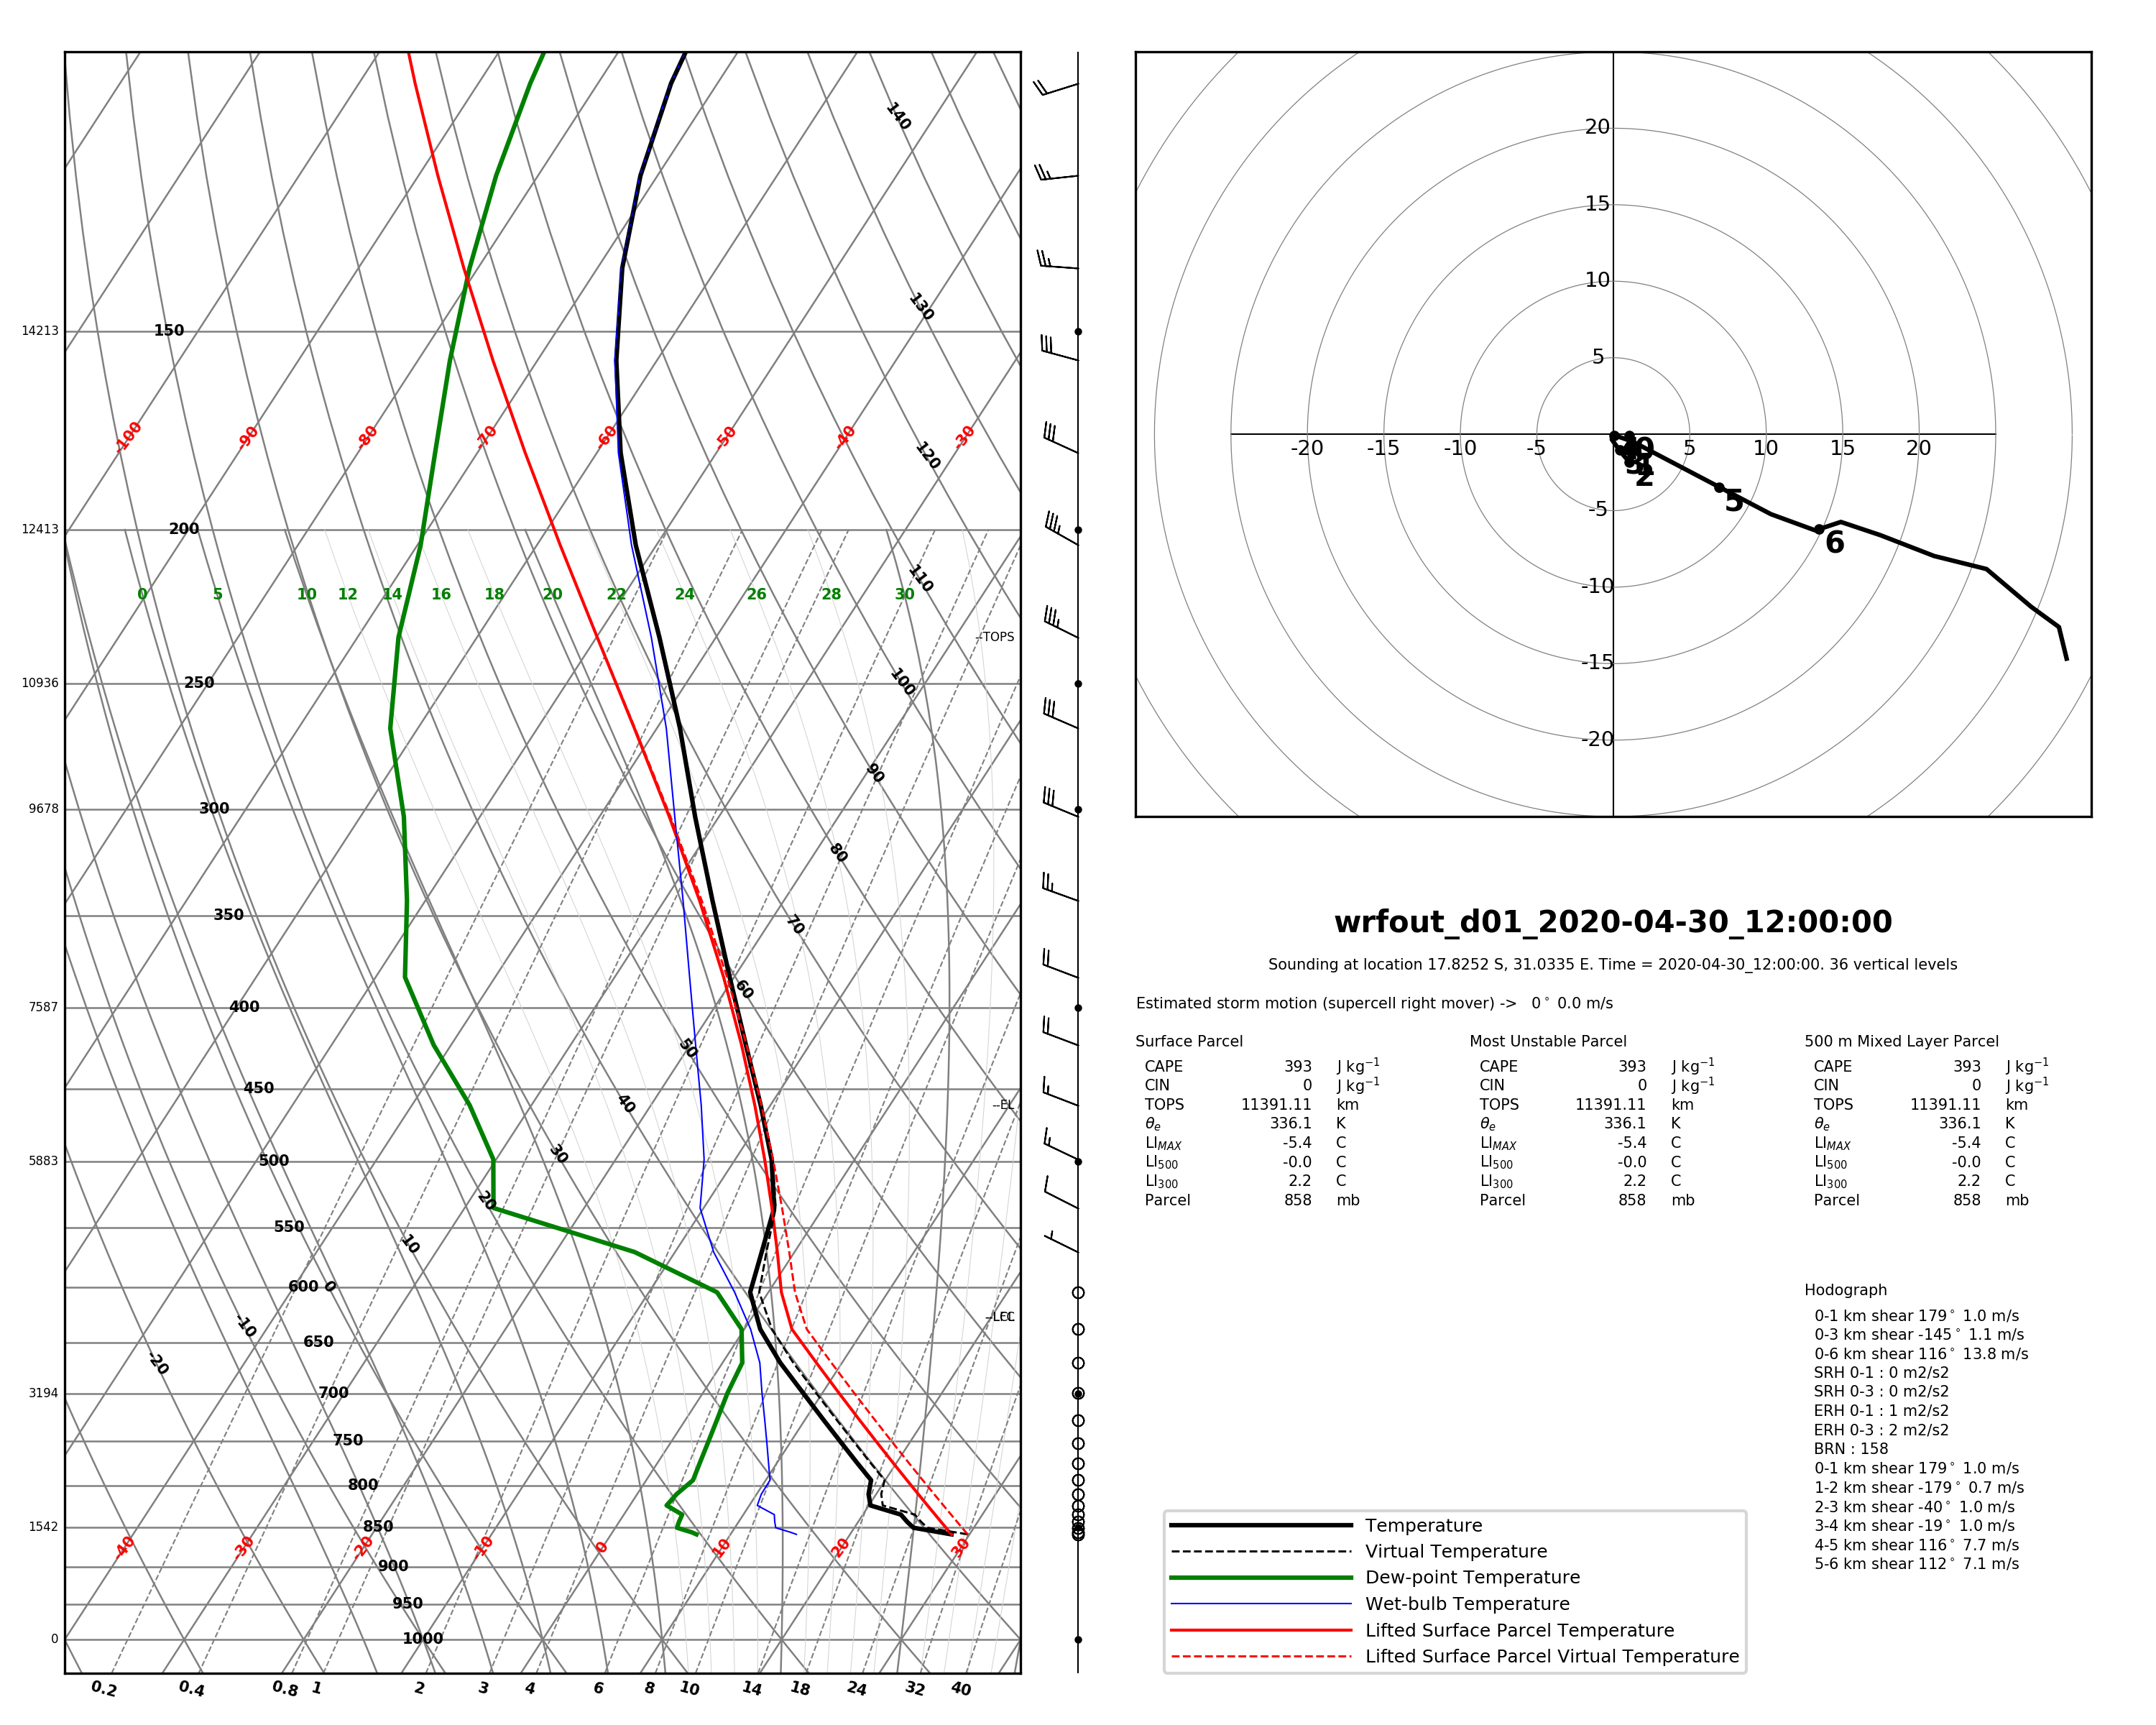 140
130
14213 150
-100 -90 -80 -70 -60 -50 -40 -30
120
12413 200
110
0 5 10 12 14 16 18 20 22 24 26 28 30
--TOPS
10936 250
100
90
9678 300
80
350
70
60
7587 400
50
450
40
--EL
5883 500
30
20
550
10
600 0
-10
650
-20
3194 700
750
800
1542 850
-40 -30 -20 -10 0 10 20 30
900
950
0 1000
0.2 0.4 0.8 1 2 3 4 6 8 10 14 18 24 32 40
20
15
10
5
-20 -15 -10 -5 5 10 15 20
-5
-10
-15
-20
0
2
5
6
wrfout_d01_2020-04-30_12:00:00
Sounding at location 17.8252 S, 31.0335 E. Time = 2020-04-30_12:00:00. 36 vertical levels
Estimated storm motion (supercell right mover) -> 0° 0.0 m/s
Surface Parcel
CAPE 393 J kg⁻¹
CIN 0 J kg⁻¹
TOPS 11391.11 km
θₑ 336.1 K
LI_MAX -5.4 C
LI₅₀₀ -0.0 C
LI₃₀₀ 2.2 C
Parcel 858 mb
Most Unstable Parcel
CAPE 393 J kg⁻¹
CIN 0 J kg⁻¹
TOPS 11391.11 km
θₑ 336.1 K
LI_MAX -5.4 C
LI₅₀₀ -0.0 C
LI₃₀₀ 2.2 C
Parcel 858 mb
500 m Mixed Layer Parcel
CAPE 393 J kg⁻¹
CIN 0 J kg⁻¹
TOPS 11391.11 km
θₑ 336.1 K
LI_MAX -5.4 C
LI₅₀₀ -0.0 C
LI₃₀₀ 2.2 C
Parcel 858 mb
Hodograph
0-1 km shear 179° 1.0 m/s
0-3 km shear -145° 1.1 m/s
0-6 km shear 116° 13.8 m/s
SRH 0-1 : 0 m2/s2
SRH 0-3 : 0 m2/s2
ERH 0-1 : 1 m2/s2
ERH 0-3 : 2 m2/s2
BRN : 158
0-1 km shear 179° 1.0 m/s
1-2 km shear -179° 0.7 m/s
2-3 km shear -40° 1.0 m/s
3-4 km shear -19° 1.0 m/s
4-5 km shear 116° 7.7 m/s
5-6 km shear 112° 7.1 m/s
Temperature
Virtual Temperature
Dew-point Temperature
Wet-bulb Temperature
Lifted Surface Parcel Temperature
Lifted Surface Parcel Virtual Temperature